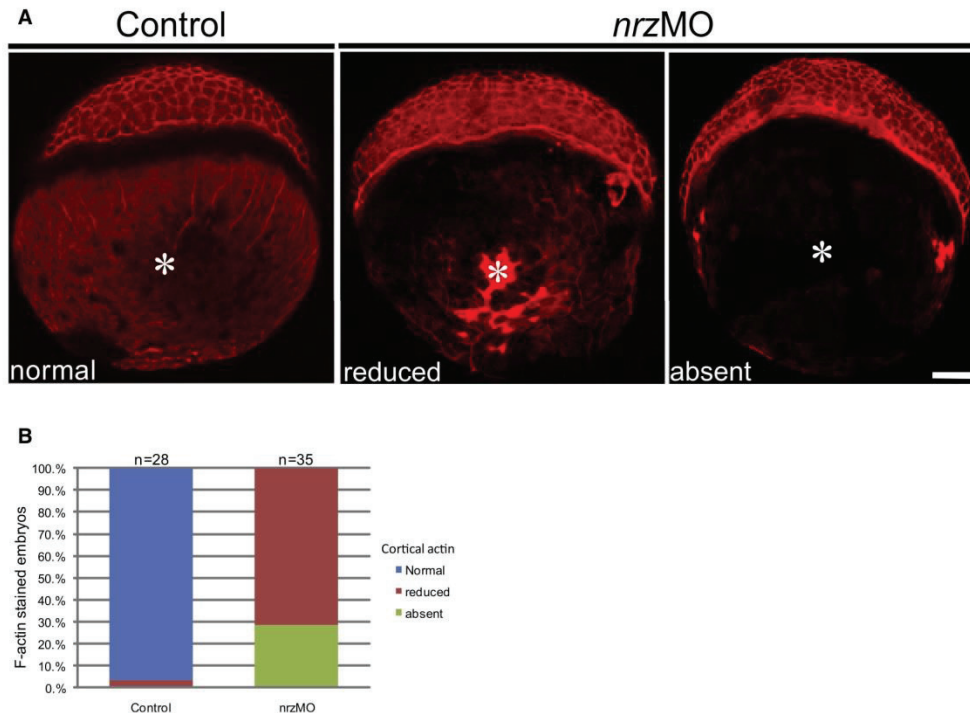 A
Control
nrzMO
normal
reduced
absent
B
n=28
n=35
100.%
90.%
80.%
70.%
60.%
50.%
40.%
30.%
20.%
10.%
0.%
F-actin stained embryos
Control
nrzMO
Cortical actin
Normal
reduced
absent